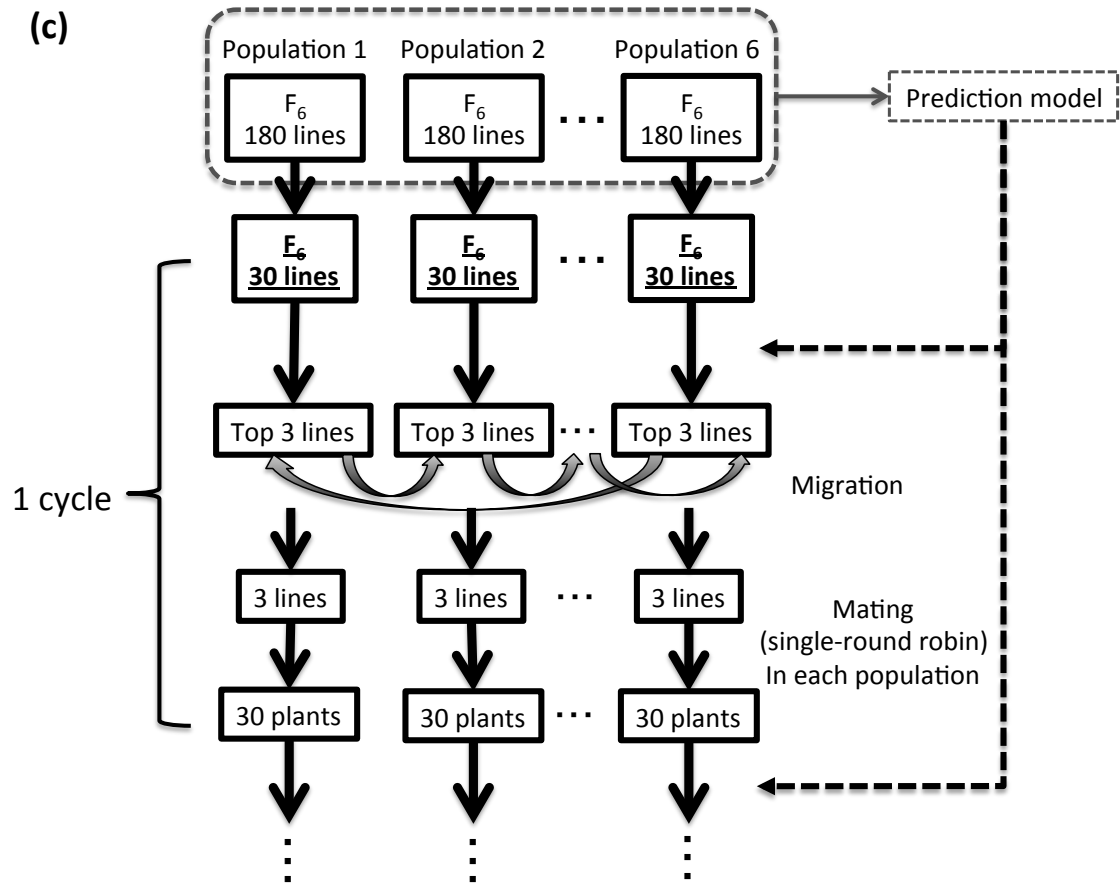 (c)
Population 1 Population 2 Population 6
F6 F6 ... F6
180 lines 180 lines 180 lines
Prediction model
F6 F6 ... F6
30 lines 30 lines 30 lines
Top 3 lines Top 3 lines ... Top 3 lines
Migration
1 cycle
3 lines 3 lines ... 3 lines
Mating
(single-round robin)
In each population
30 plants 30 plants ... 30 plants